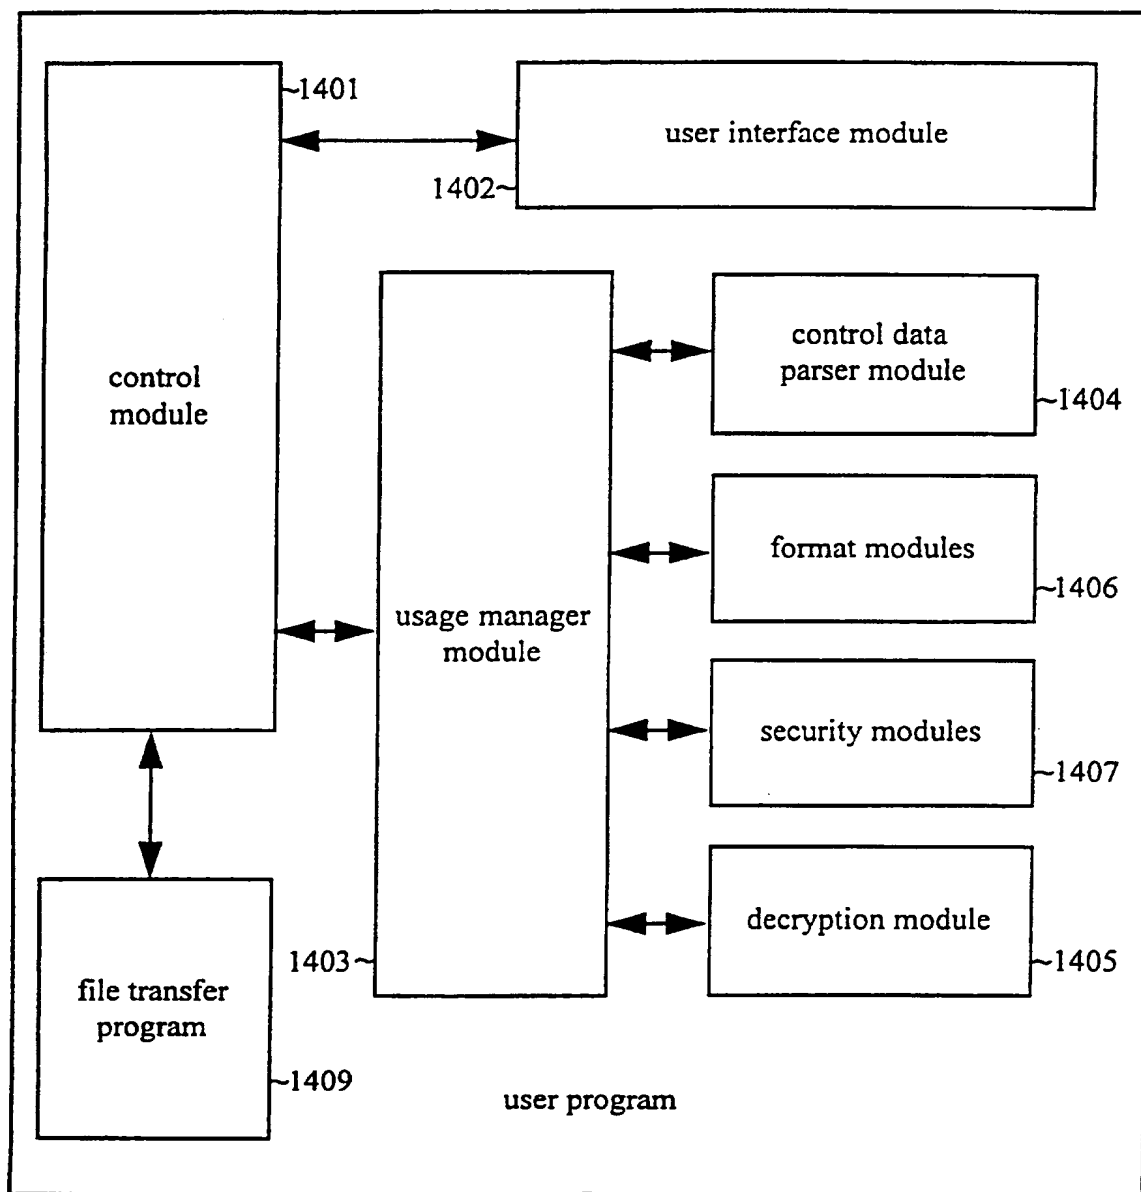 1401
user interface module
1402
control data
parser module
1404
control
module
format modules
1406
usage manager
module
security modules
1407
decryption module
1403
1405
file transfer
program
1409
user program